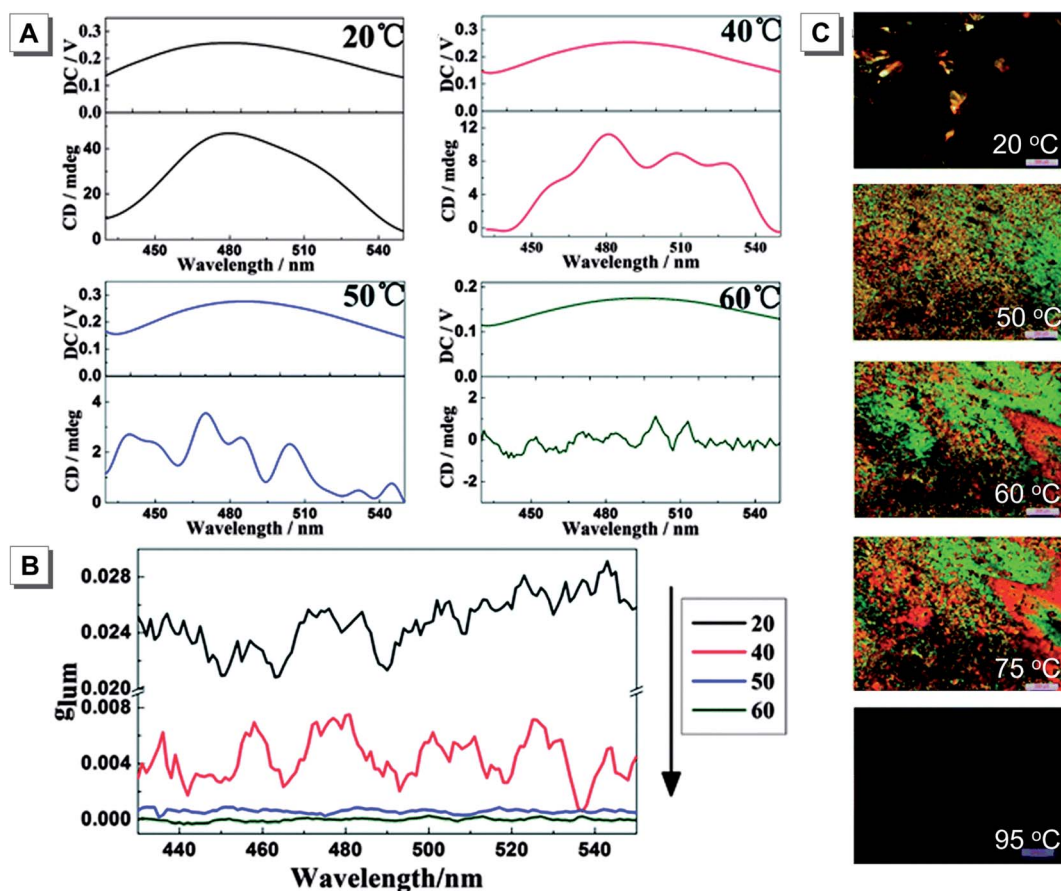 A
20℃
DC / V
0.3
0.2
0.1
0.0
CD / mdeg
40
20
0
450 480 510 540
Wavelength / nm
40℃
DC / V
0.3
0.2
0.1
0.0
CD / mdeg
12
8
4
0
450 480 510 540
Wavelength / nm
50℃
DC / V
0.3
0.2
0.1
0.0
CD / mdeg
4
2
0
450 480 510 540
Wavelength / nm
60℃
DC / V
0.2
0.1
0.0
CD / mdeg
2
0
-2
450 480 510 540
Wavelength / nm
B
glum
0.028
0.024
0.020
0.008
0.004
0.000
440 460 480 500 520 540
Wavelength/nm
20
40
50
60
C
20 °C
50 °C
60 °C
75 °C
95 °C